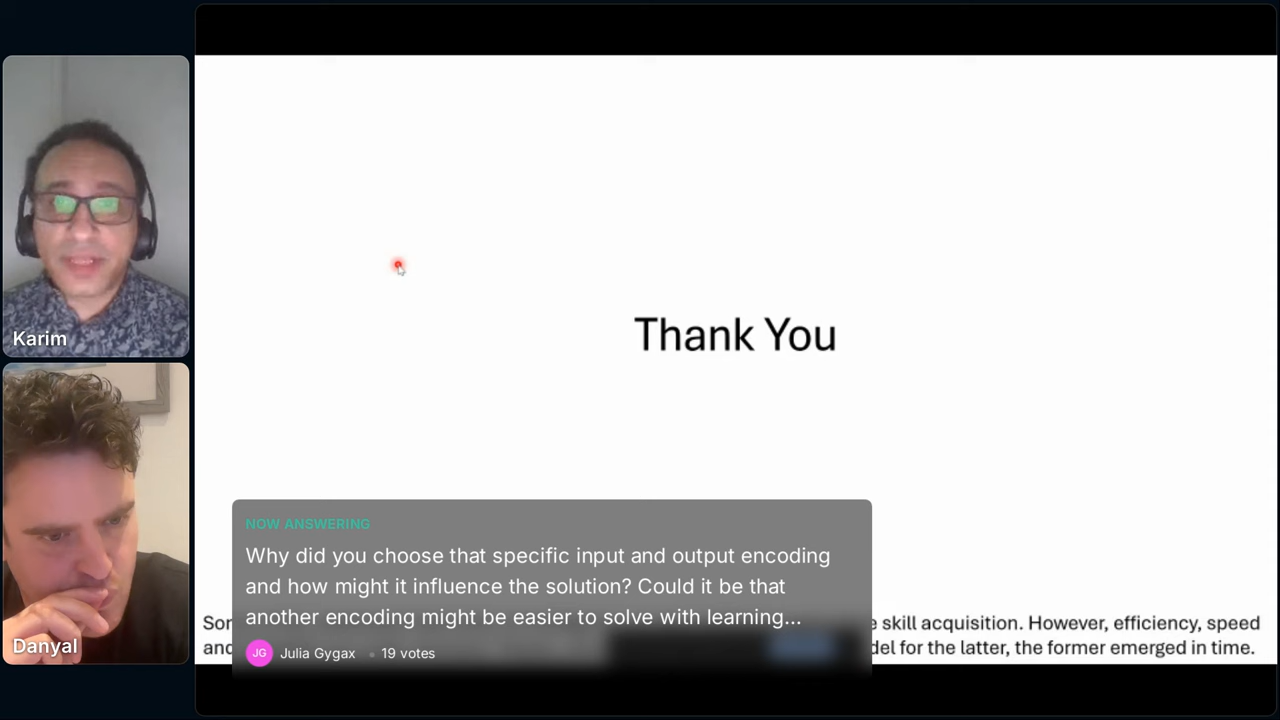 Karim
Danyal
Thank You
NOW ANSWERING
Why did you choose that specific input and output encoding
and how might it influence the solution? Could it be that
another encoding might be easier to solve with learning...
JG Julia Gygax • 19 votes
skill acquisition. However, efficiency, speed
for the latter, the former emerged in time.